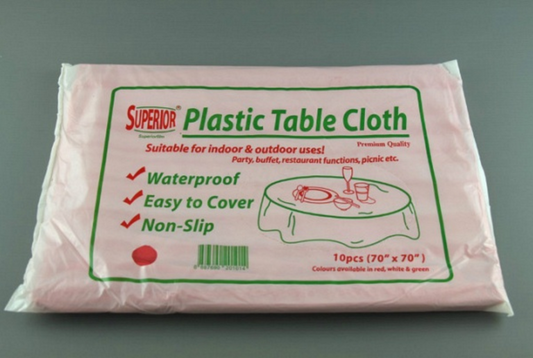 SUPERIOR®
Plastic Table Cloth
Premium Quality
Suitable for indoor & outdoor uses!
Party, buffet, restaurant functions, picnic etc.
Waterproof
Easy to Cover
Non-Slip
10pcs (70" x 70")
Colours available in red, white & green